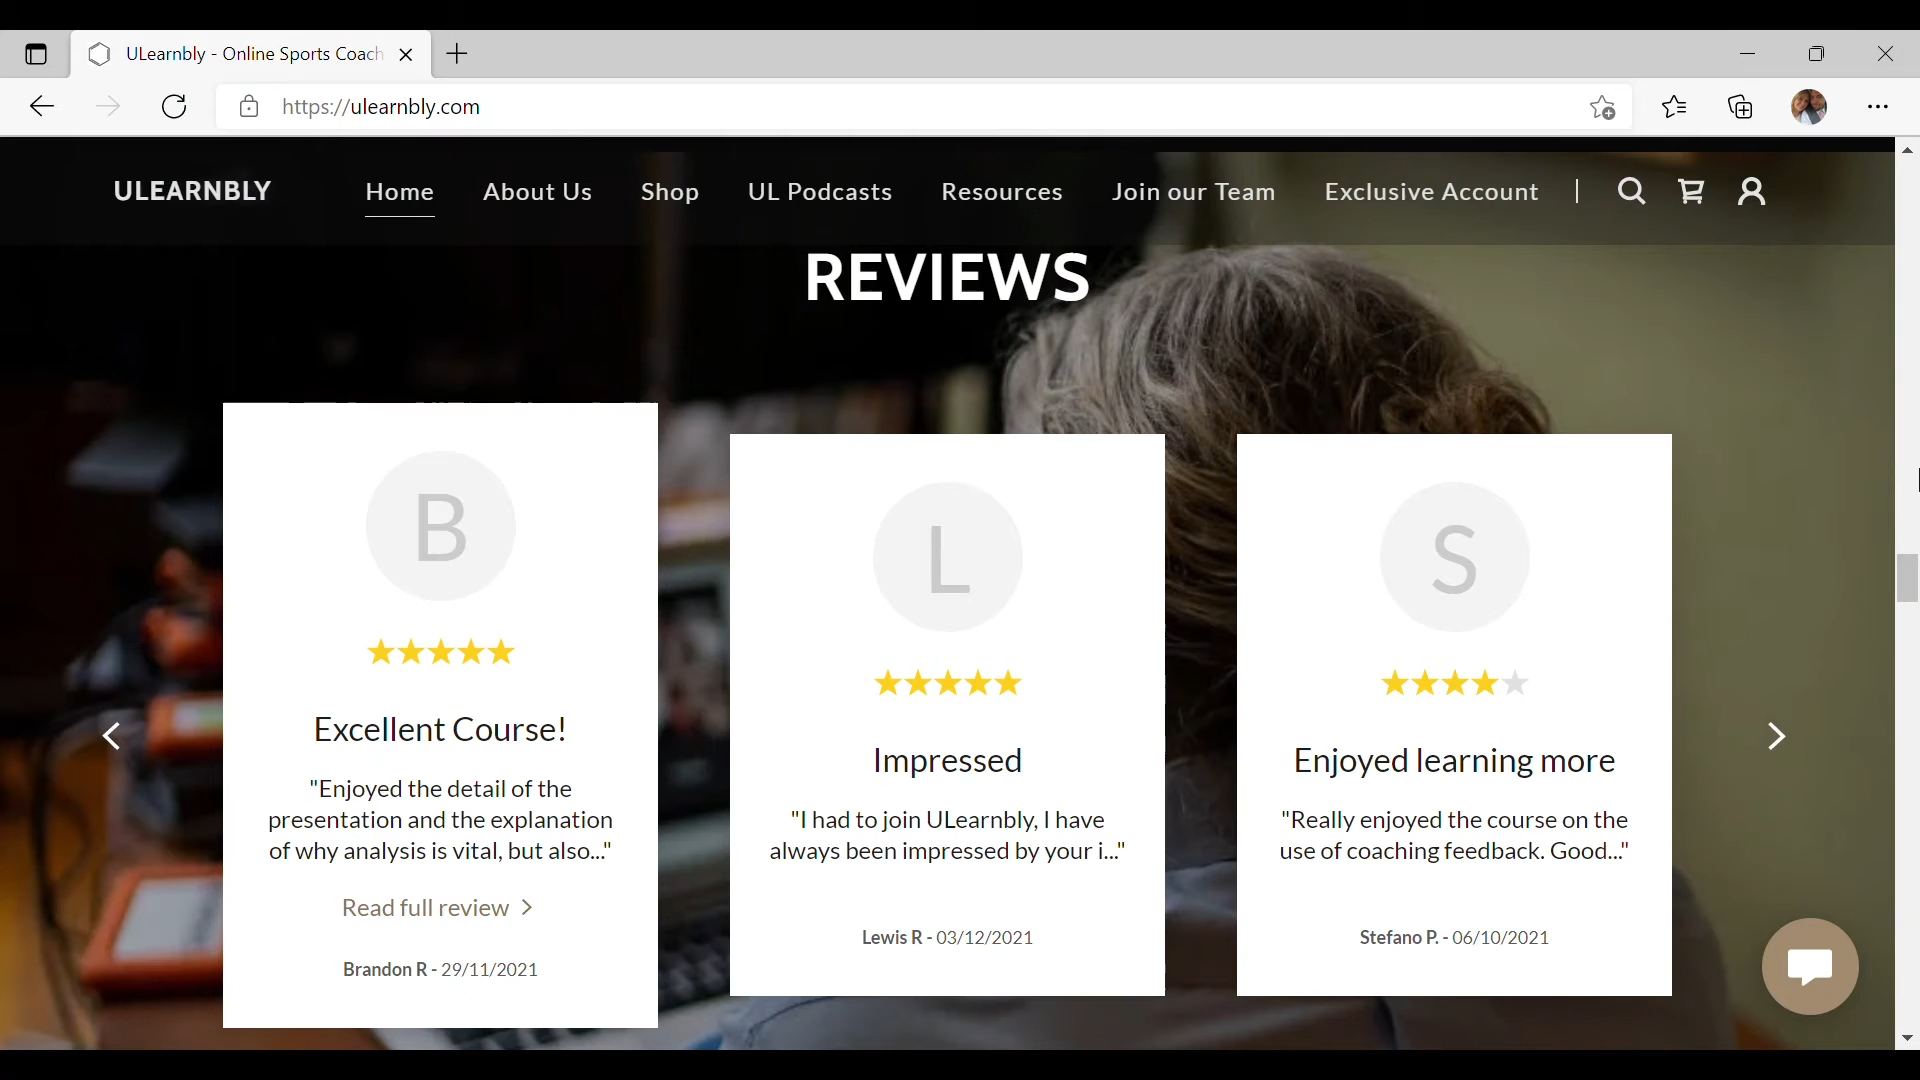 ULearnbly - Online Sports Coach
https://ulearnbly.com
ULEARNBLY Home About Us Shop UL Podcasts Resources Join our Team Exclusive Account
REVIEWS
B
Excellent Course!
"Enjoyed the detail of the
presentation and the explanation
of why analysis is vital, but also..."
Read full review
Brandon R - 29/11/2021
L
Impressed
"I had to join ULearnbly, I have
always been impressed by your i..."
Lewis R - 03/12/2021
S
Enjoyed learning more
"Really enjoyed the course on the
use of coaching feedback. Good..."
Stefano P. - 06/10/2021